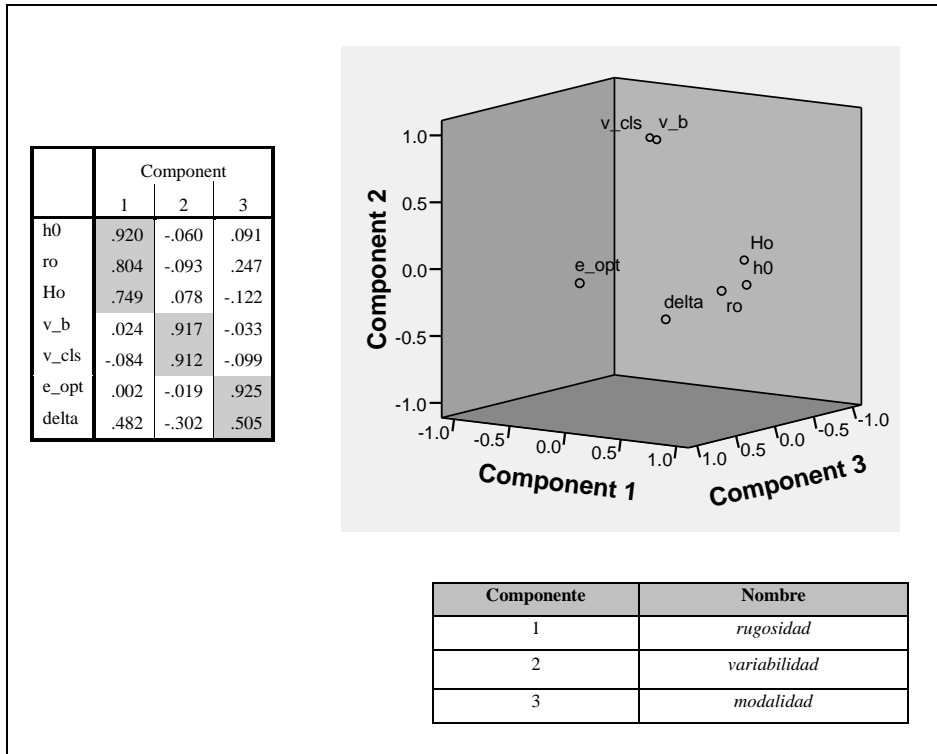 Component
1 2 3
h0 .920 -.060 .091
ro .804 -.093 .247
Ho .749 .078 -.122
v_b .024 .917 -.033
v_cls -.084 .912 -.099
e_opt .002 -.019 .925
delta .482 -.302 .505
v_cls v_b
Ho
h0
e_opt
delta
ro
Component 2
1.0
0.5
0.0
-0.5
-1.0
-1.0 -0.5 0.0 0.5 1.0
Component 1
1.0 0.5 0.0 -0.5 -1.0
Component 3
Componente Nombre
1 rugosidad
2 variabilidad
3 modalidad